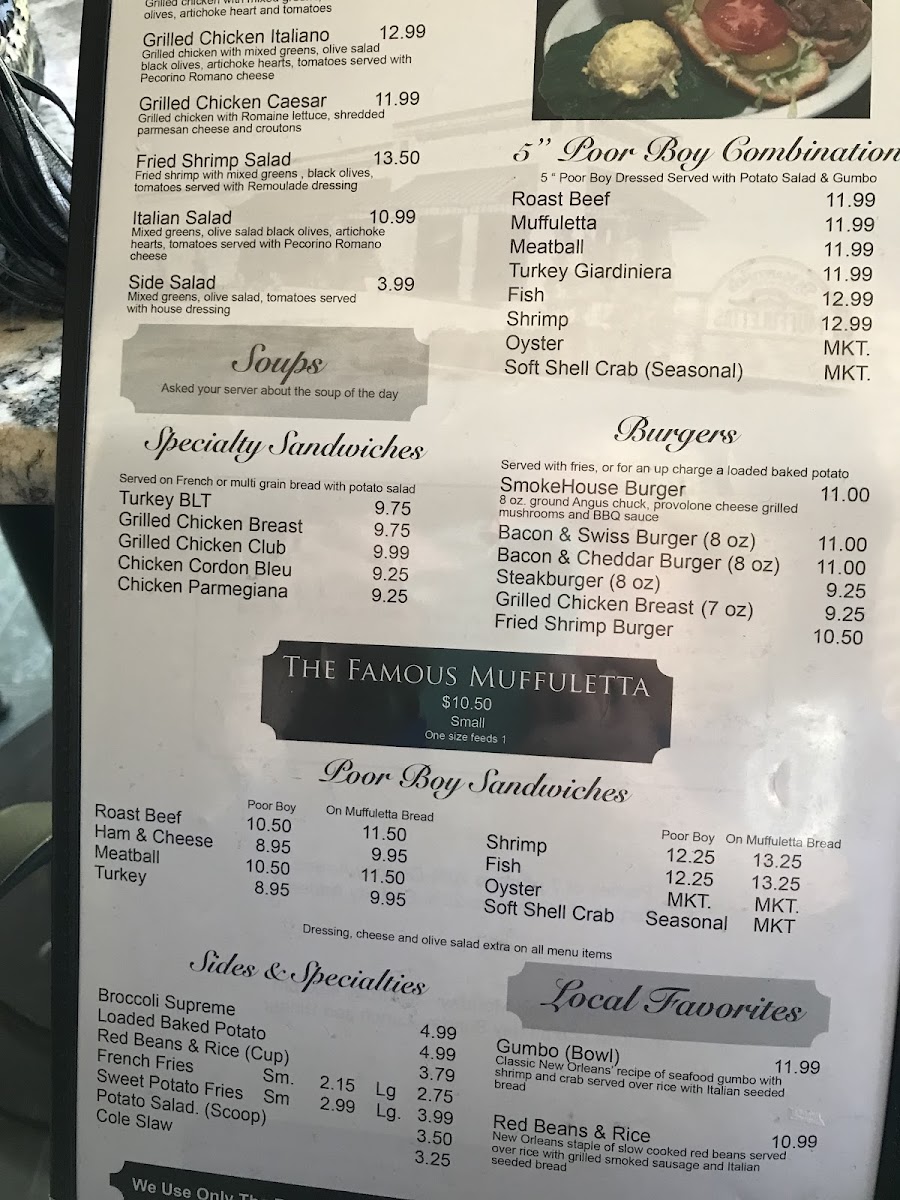 Grilled chicken with mixed
olives, artichoke heart and tomatoes
Grilled Chicken Italiano 12.99
Grilled chicken with mixed greens, olive salad
black olives, artichoke hearts, tomatoes served with
Pecorino Romano cheese
Grilled Chicken Caesar 11.99
Grilled chicken with Romaine lettuce, shredded
parmesan cheese and croutons
Fried Shrimp Salad 13.50
Fried shrimp with mixed greens , black olives,
tomatoes served with Remoulade dressing
Italian Salad 10.99
Mixed greens, olive salad black olives, artichoke
hearts, tomatoes served with Pecorino Romano
cheese
Side Salad 3.99
Mixed greens, olive salad, tomatoes served
with house dressing
Soups
Asked your server about the soup of the day
Specialty Sandwiches
Served on French or multi grain bread with potato salad
Turkey BLT 9.75
Grilled Chicken Breast 9.75
Grilled Chicken Club 9.99
Chicken Cordon Bleu 9.25
Chicken Parmegiana 9.25
5" Poor Boy Combination
5 " Poor Boy Dressed Served with Potato Salad & Gumbo
Roast Beef 11.99
Muffuletta 11.99
Meatball 11.99
Turkey Giardiniera 11.99
Fish 12.99
Shrimp 12.99
Oyster MKT.
Soft Shell Crab (Seasonal) MKT.
Burgers
Served with fries, or for an up charge a loaded baked potato
SmokeHouse Burger 11.00
8 oz. ground Angus chuck, provolone cheese grilled
mushrooms and BBQ sauce
Bacon & Swiss Burger (8 oz) 11.00
Bacon & Cheddar Burger (8 oz) 11.00
Steakburger (8 oz) 9.25
Grilled Chicken Breast (7 oz) 9.25
Fried Shrimp Burger 10.50
THE FAMOUS MUFFULETTA
$10.50
Small
One size feeds 1
Poor Boy Sandwiches
Poor Boy On Muffuletta Bread
Roast Beef 10.50 11.50
Ham & Cheese 8.95 9.95
Meatball 10.50 11.50
Turkey 8.95 9.95
Poor Boy On Muffuletta Bread
Shrimp 12.25 13.25
Fish 12.25 13.25
Oyster MKT. MKT.
Soft Shell Crab Seasonal MKT
Dressing, cheese and olive salad extra on all menu items
Sides & Specialties
Broccoli Supreme 4.99
Loaded Baked Potato 4.99
Red Beans & Rice (Cup) 3.79
French Fries Sm. 2.15 Lg 2.75
Sweet Potato Fries Sm 2.99 Lg. 3.99
Potato Salad. (Scoop) 3.50
Cole Slaw 3.25
We Use Only
Local Favorites
Gumbo (Bowl) 11.99
Classic New Orleans' recipe of seafood gumbo with
shrimp and crab served over rice with Italian seeded
bread
Red Beans & Rice 10.99
New Orleans staple of slow cooked red beans served
over rice with grilled smoked sausage and Italian
seeded bread